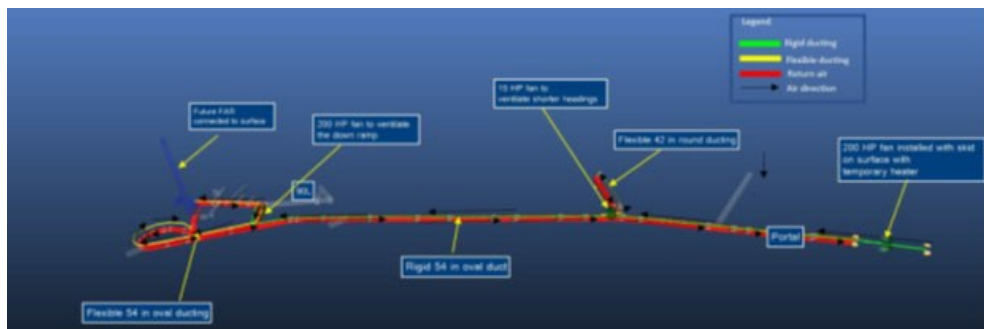 Legend
Rigid ducting
Flexible ducting
Return air
Air direction
10 HP fan to
ventilate shorter headings
Future FAR
connected to surface
200 HP fan to ventilate
the down ramp
Flexible 42 in round ducting
200 HP fan installed with skid
on surface with
temporary heater
Portal
Rigid 54 in oval duct
Flexible 54 in oval ducting